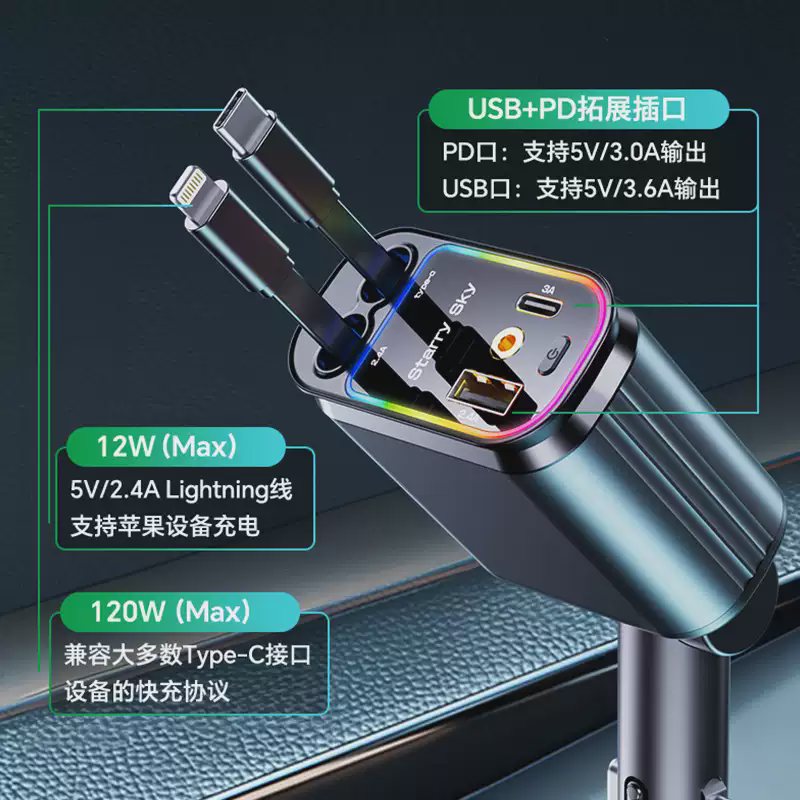 USB+PD拓展插口
PD口：支持5V/3.0A输出
USB口：支持5V/3.6A输出
type-c
3A
Starry Sky
2.4A
2.4A
12W (Max)
5V/2.4A Lightning线
支持苹果设备充电
120W (Max)
兼容大多数Type-C接口
设备的快充协议